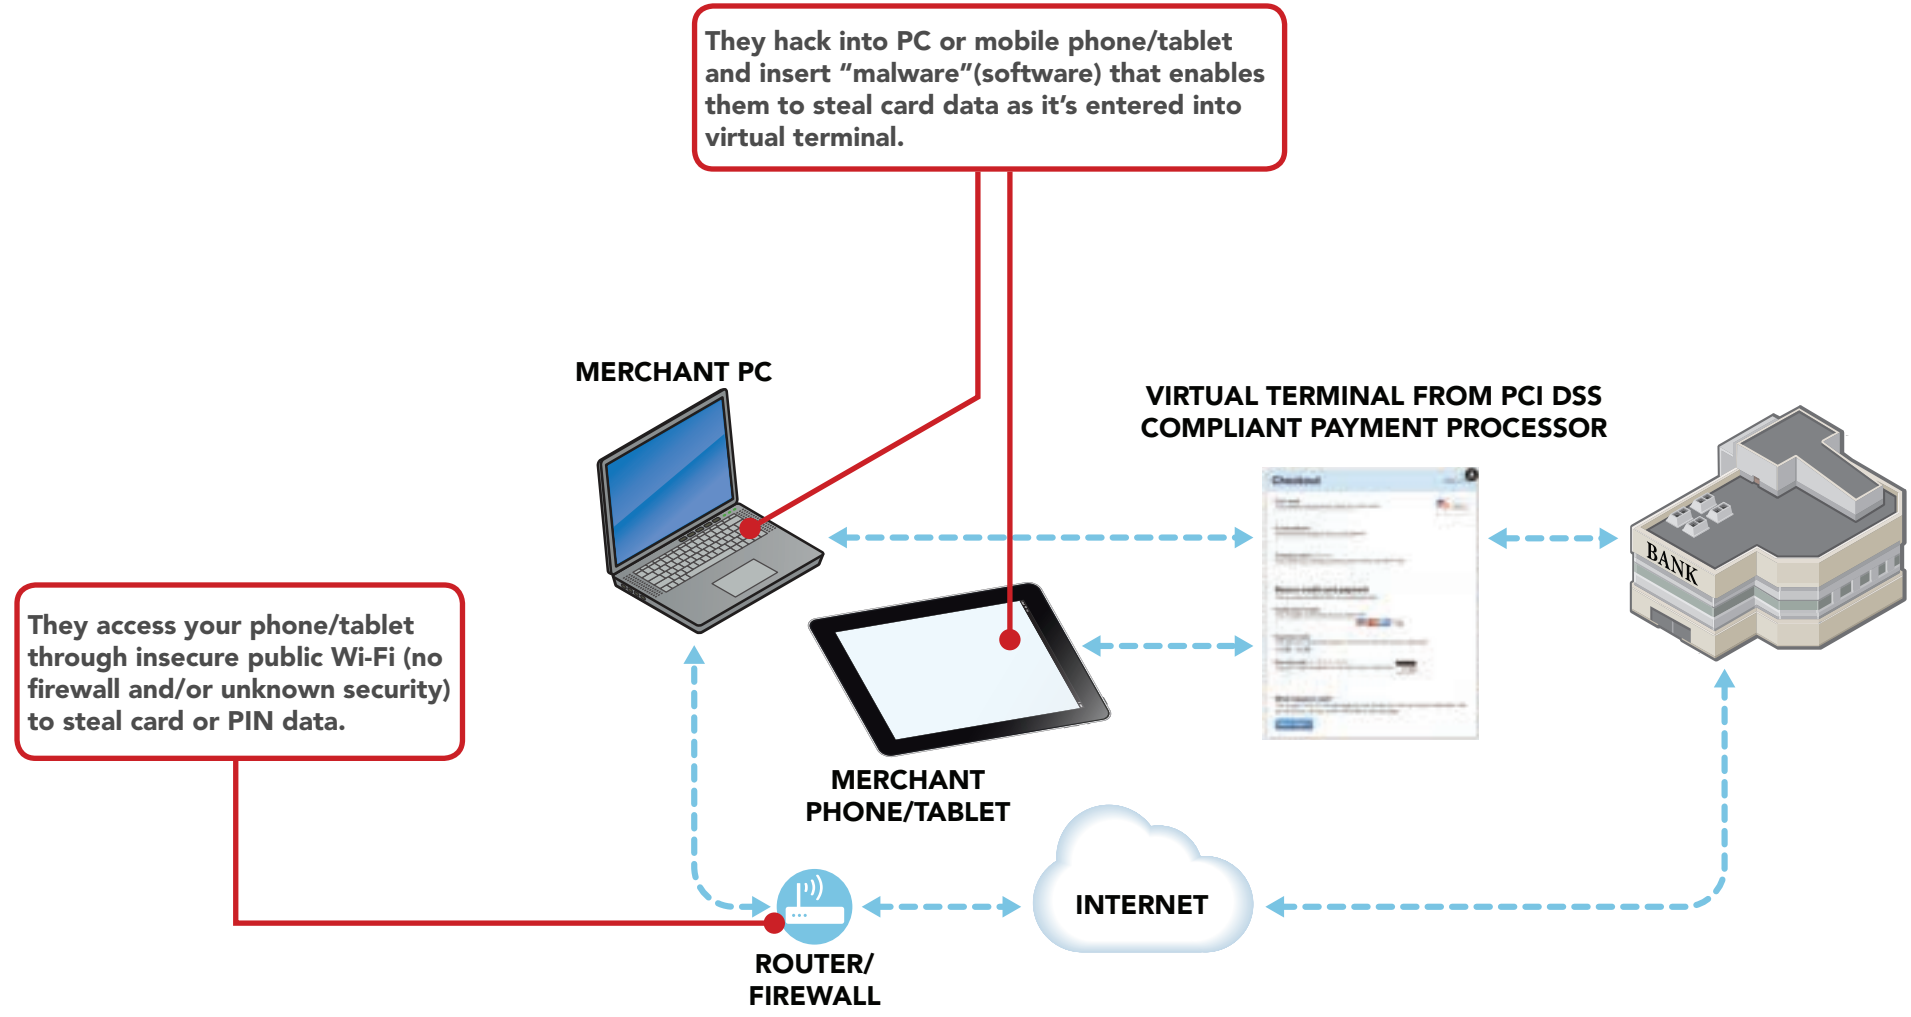 They hack into PC or mobile phone/tablet
and insert “malware”(software) that enables
them to steal card data as it’s entered into
virtual terminal.
MERCHANT PC
VIRTUAL TERMINAL FROM PCI DSS
COMPLIANT PAYMENT PROCESSOR
Checkout
BANK
They access your phone/tablet
through insecure public Wi-Fi (no
firewall and/or unknown security)
to steal card or PIN data.
MERCHANT
PHONE/TABLET
INTERNET
ROUTER/
FIREWALL